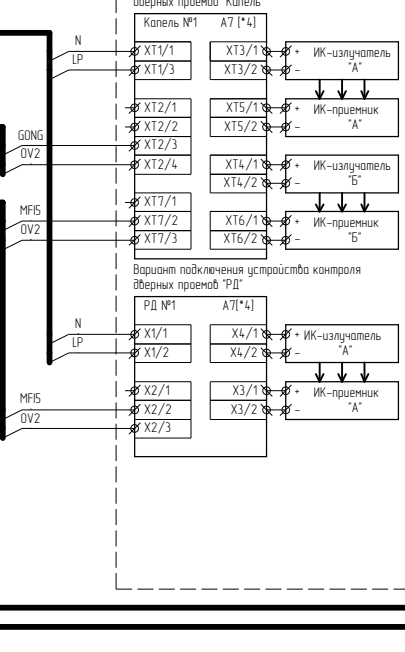 дверных проемов "Капель"
Капель №1 A7 [*4]
N XT1/1 XT3/1 + ИК-излучатель
LP XT1/3 XT3/2 - "А"
XT2/1 XT5/1 + ИК-приемник
XT2/2 XT5/2 - "А"
GONG XT2/3
0V2 XT2/4 XT4/1 + ИК-излучатель
XT4/2 - "Б"
XT7/1
MFIS XT7/2 XT6/1 + ИК-приемник
0V2 XT7/3 XT6/2 - "Б"
Вариант подключения устройства контроля
дверных проемов "РД"
РД №1 A7[*4]
N X1/1 X4/1 + ИК-излучатель
LP X1/2 X4/2 - "А"
X2/1 X3/1 + ИК-приемник
MFIS X2/2 X3/2 - "А"
0V2 X2/3